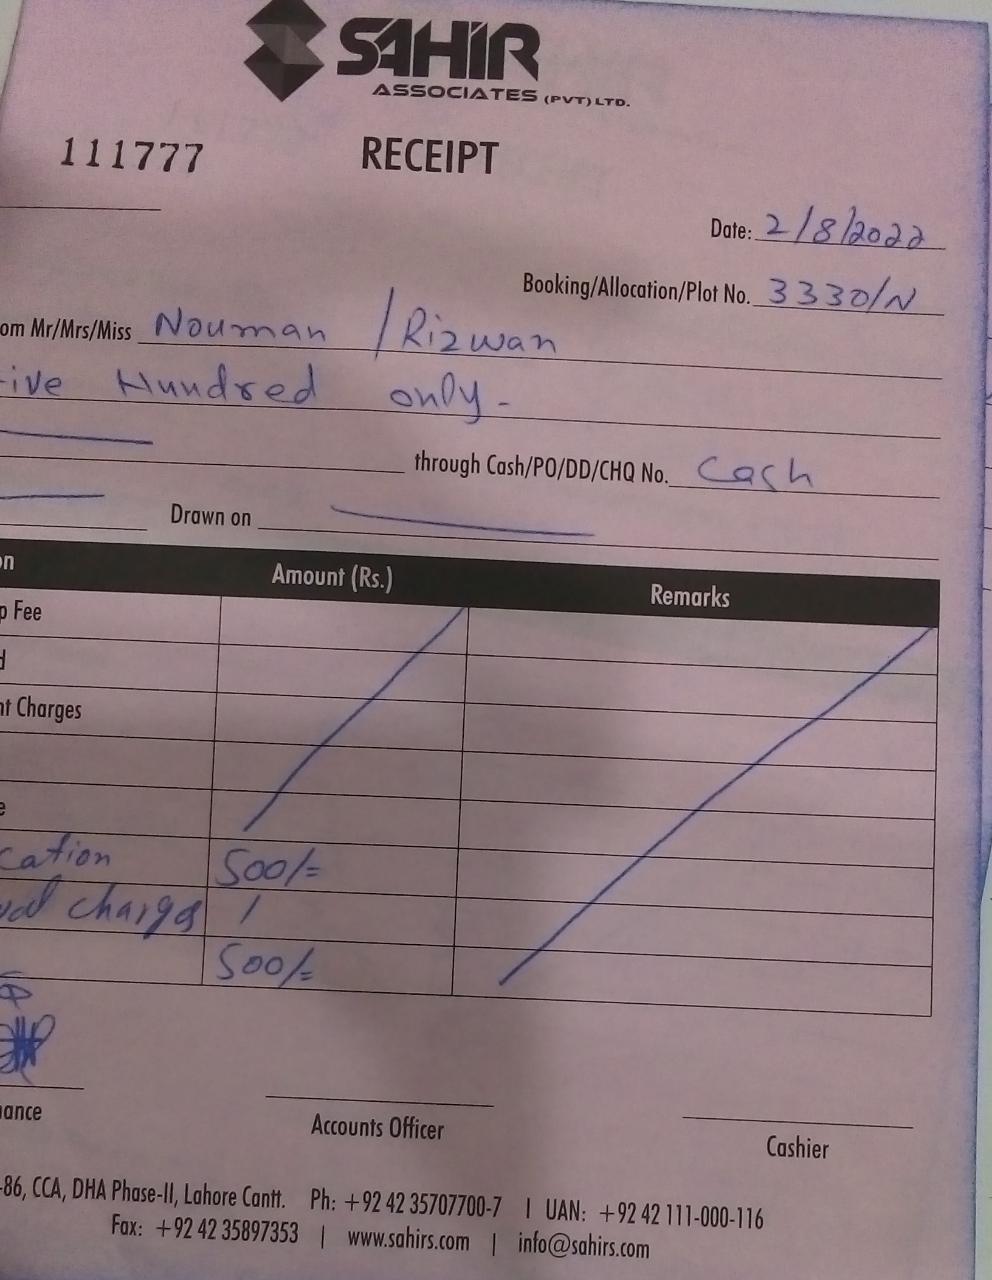 SAHIR
ASSOCIATES (PVT) LTD.
111777 RECEIPT
Date: 2/8/2022
Booking/Allocation/Plot No. 3330/N
om Mr/Mrs/Miss Nouman / Rizwan
ive Hundred only -
through Cash/PO/DD/CHQ No. Cash
Drawn on
on Amount (Rs.) Remarks
p Fee
d
nt Charges
e
cation 500/=
val charges /
500/=
nance Accounts Officer Cashier
-86, CCA, DHA Phase-II, Lahore Cantt. Ph: +92 42 35707700-7 | UAN: +92 42 111-000-116
Fax: +92 42 35897353 | www.sahirs.com | info@sahirs.com